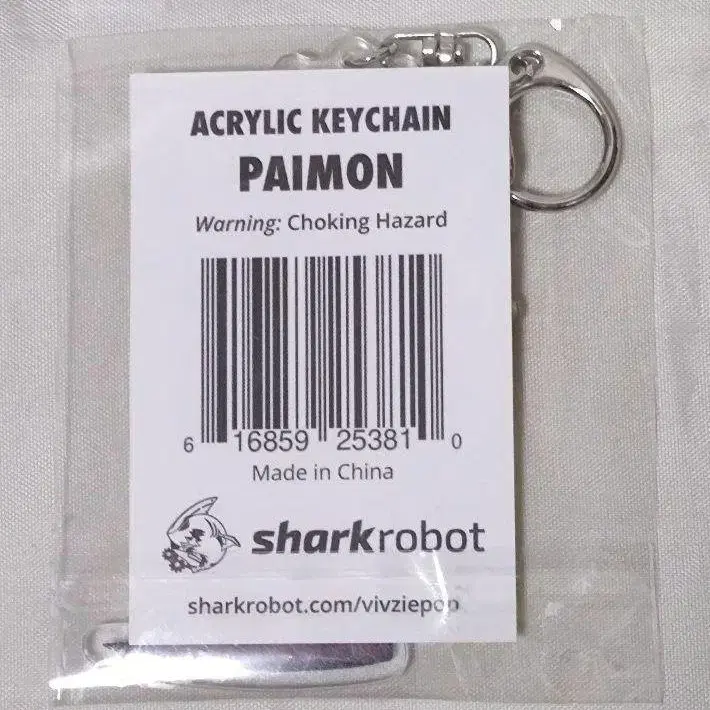 ACRYLIC KEYCHAIN
PAIMON
Warning: Choking Hazard
6 16859 25381 0
Made in China
sharkrobot
sharkrobot.com/vivziepop